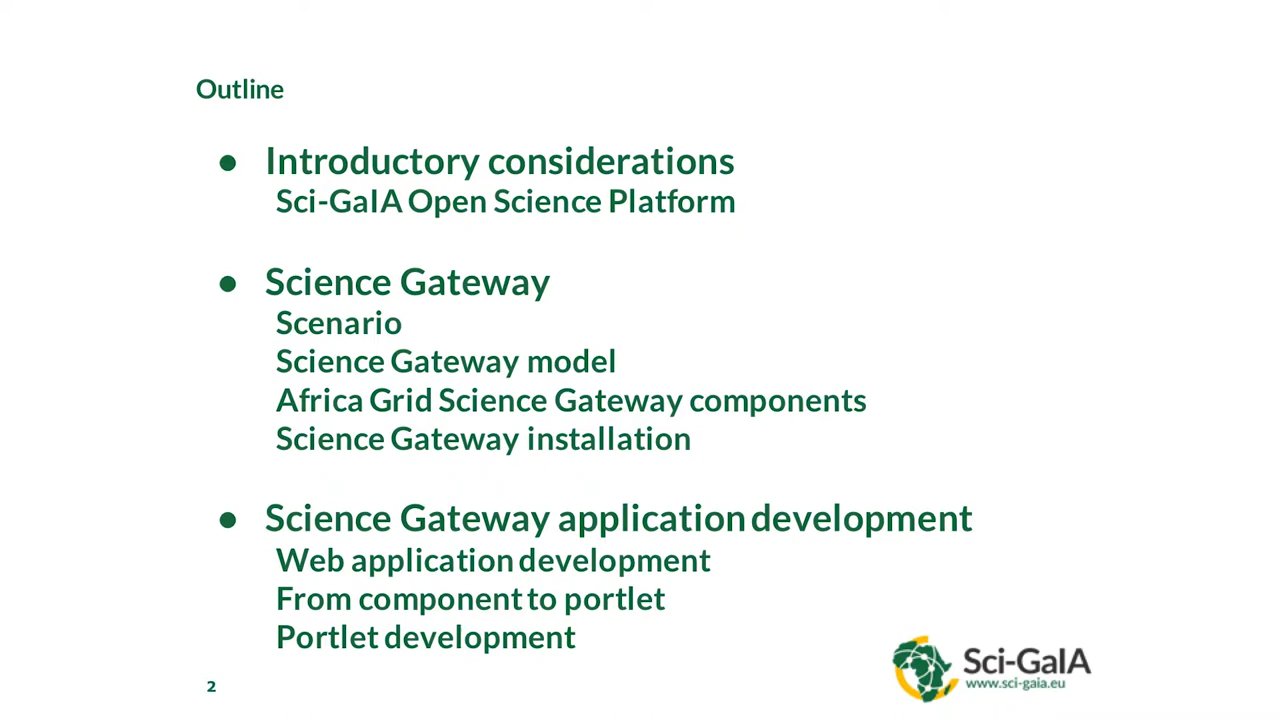 Outline
● Introductory considerations
Sci-GaIA Open Science Platform
● Science Gateway
Scenario
Science Gateway model
Africa Grid Science Gateway components
Science Gateway installation
● Science Gateway application development
Web application development
From component to portlet
Portlet development
Sci-GaIA
www.sci-gaia.eu
2